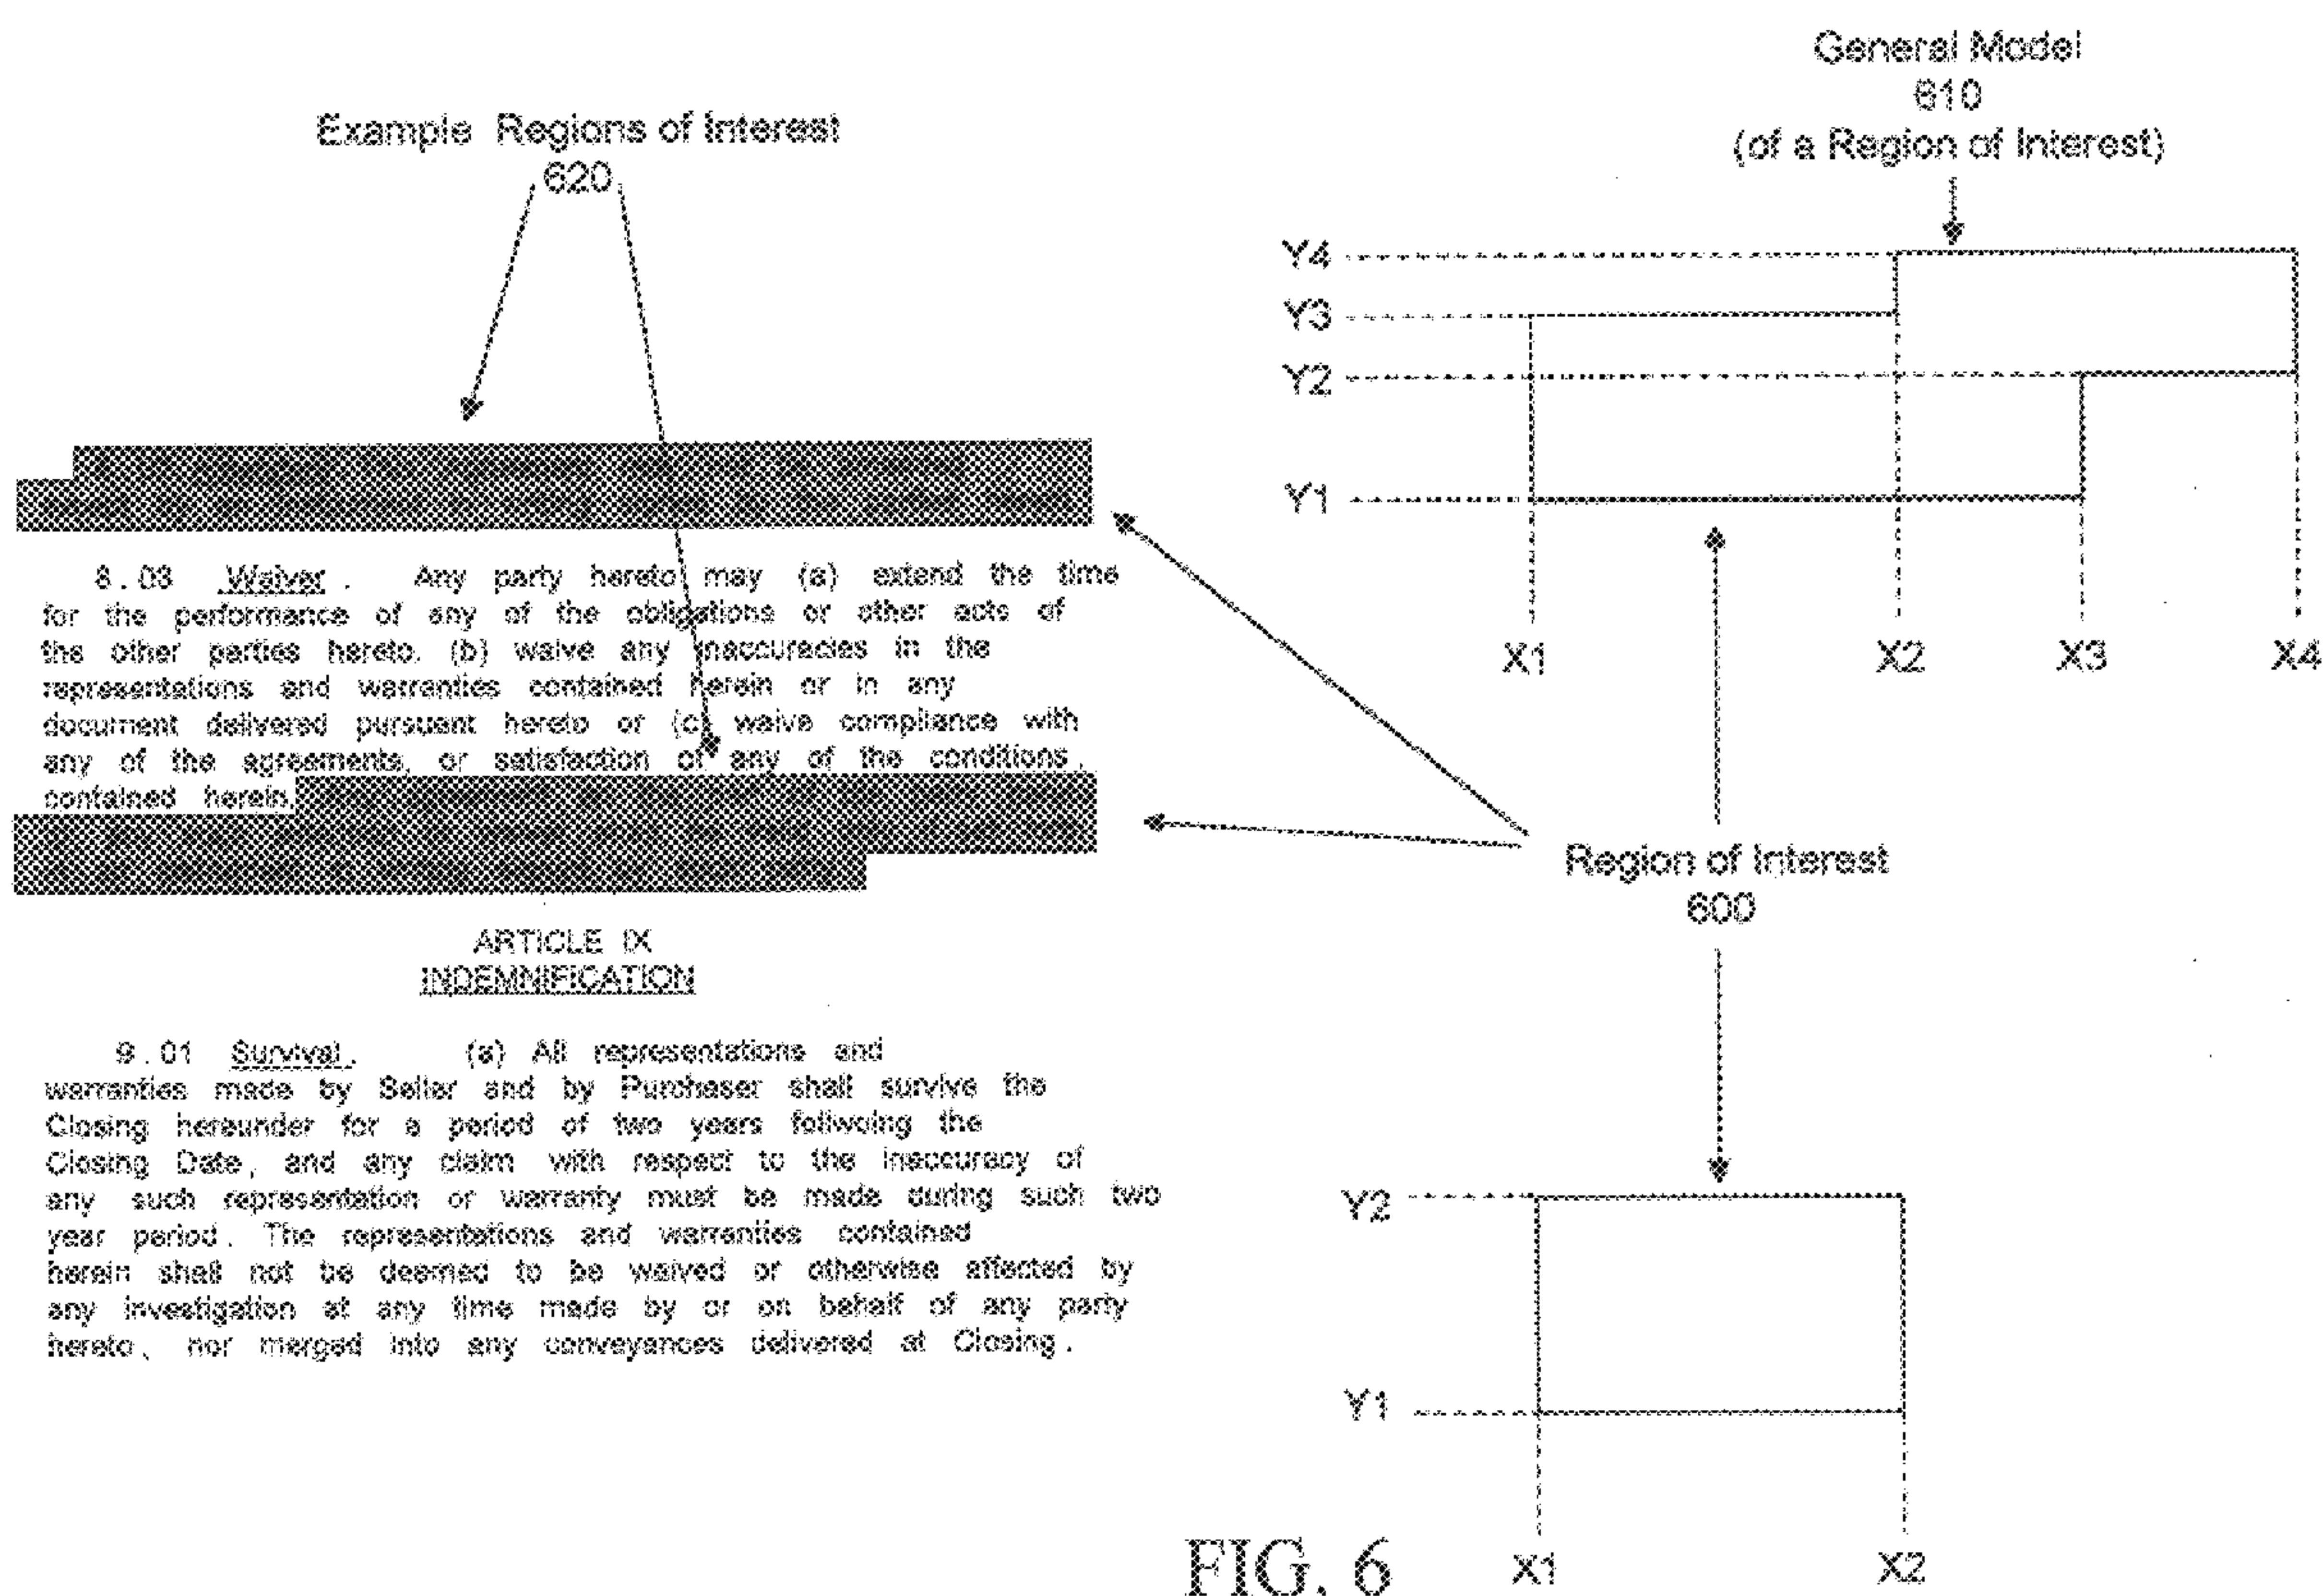 General Model
610
(of a Region of Interest)
Example Regions of Interest
620
Y4
Y3
Y2
Y1
X1 X2 X3 X4
8.03 Waiver. Any party hereto may (a) extend the time
for the performance of any of the obligations or other acts of
the other parties hereto. (b) waive any inaccuracies in the
representations and warranties contained herein or in any
document delivered pursuant hereto or (c) waive compliance with
any of the agreements, or satisfaction of any of the conditions,
contained herein.
Region of Interest
600
ARTICLE IX
INDEMNIFICATION
9.01 Survival. (a) All representations and
warranties made by Seller and by Purchaser shall survive the
Closing hereunder for a period of two years follwoing the
Closing Date, and any claim with respect to the inaccuracy of
any such representation or warranty must be made during such two
year period. The representations and warranties contained
herein shall not be deemed to be waived or otherwise affected by
any investigation at any time made by or on behalf of any party
hereto, nor merged into any conveyances delivered at Closing.
Y2
Y1
X1 X2
FIG. 6